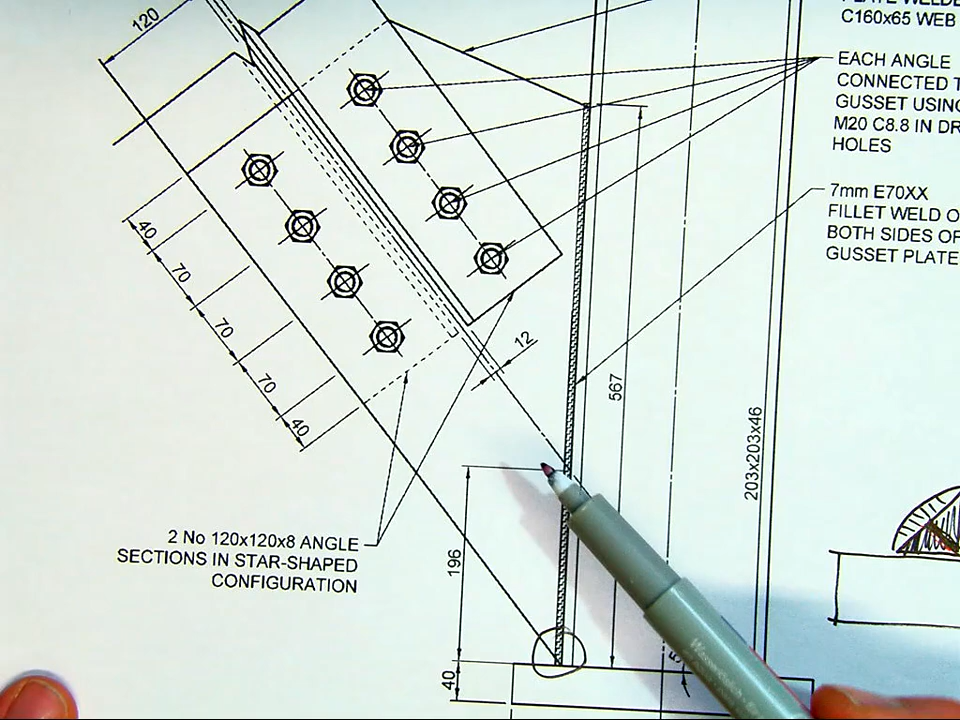 120
C160x65 WEB
EACH ANGLE
CONNECTED
GUSSET USING
M20 C8.8 IN
HOLES
7mm E70XX
FILLET WELD
BOTH SIDES OF
GUSSET PLATE
40
70
70
70
40
12
567
203x203x46
2 No 120x120x8 ANGLE
SECTIONS IN STAR-SHAPED
CONFIGURATION
196
40